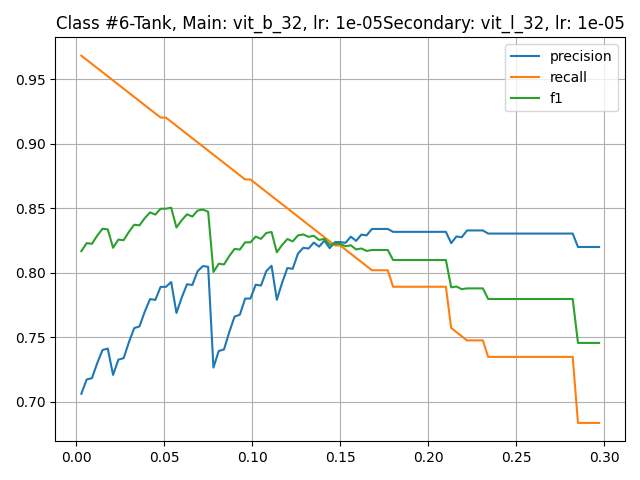 Class #6-Tank, Main: vit_b_32, lr: 1e-05Secondary: vit_l_32, lr: 1e-05
precision
recall
f1
0.95
0.90
0.85
0.80
0.75
0.70
0.00 0.05 0.10 0.15 0.20 0.25 0.30